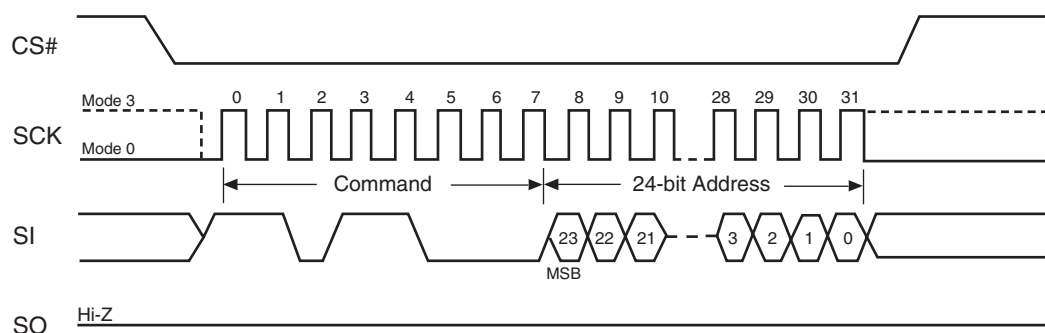 CS#
Mode 3
0 1 2 3 4 5 6 7 8 9 10 28 29 30 31
SCK
Mode 0
Command 24-bit Address
SI
23 22 21 3 2 1 0
MSB
Hi-Z
SO